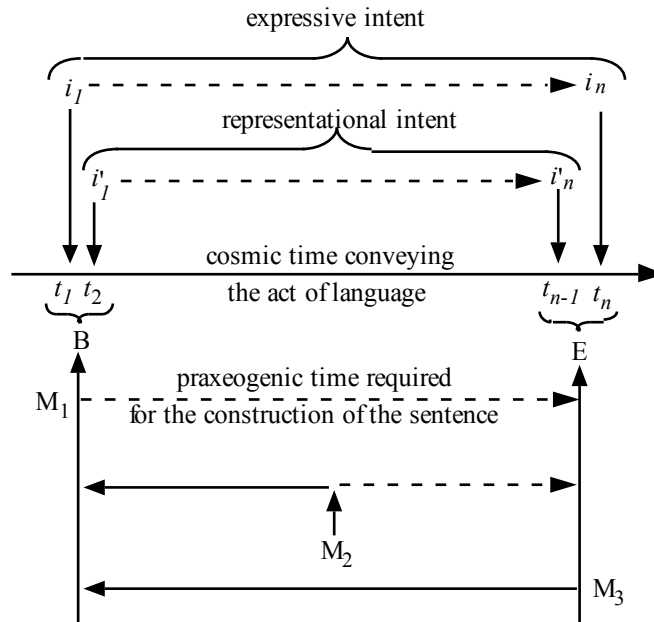 expressive intent
i1 in
representational intent
i'1 i'n
cosmic time conveying
the act of language
t1 t2 tn-1 tn
B E
praxeogenic time required
M1
for the construction of the sentence
M2
M3